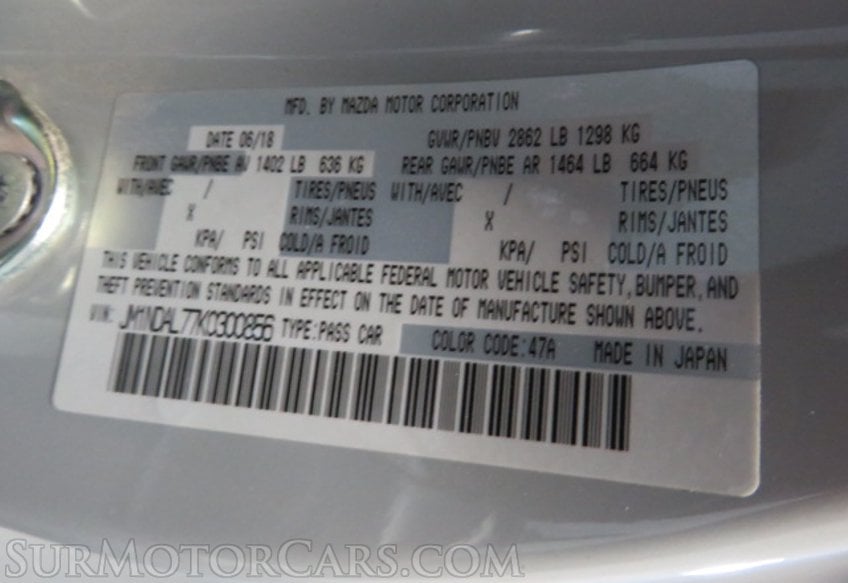 MFD. BY MAZDA MOTOR CORPORATION
DATE 06/18 GVWR/PNBV 2862 LB 1298 KG
FRONT GAWR/PNBE AV 1402 LB 636 KG REAR GAWR/PNBE AR 1464 LB 664 KG
WITH/AVEC / TIRES/PNEUS WITH/AVEC / TIRES/PNEUS
X RIMS/JANTES X RIMS/JANTES
KPA/ PSI COLD/A FROID KPA/ PSI COLD/A FROID
THIS VEHICLE CONFORMS TO ALL APPLICABLE FEDERAL MOTOR VEHICLE SAFETY, BUMPER, AND
THEFT PREVENTION STANDARDS IN EFFECT ON THE DATE OF MANUFACTURE SHOWN ABOVE.
VIN: JM1NDAL77K0300856 TYPE:PASS CAR COLOR CODE:47A MADE IN JAPAN
SURMOTORCARS.COM